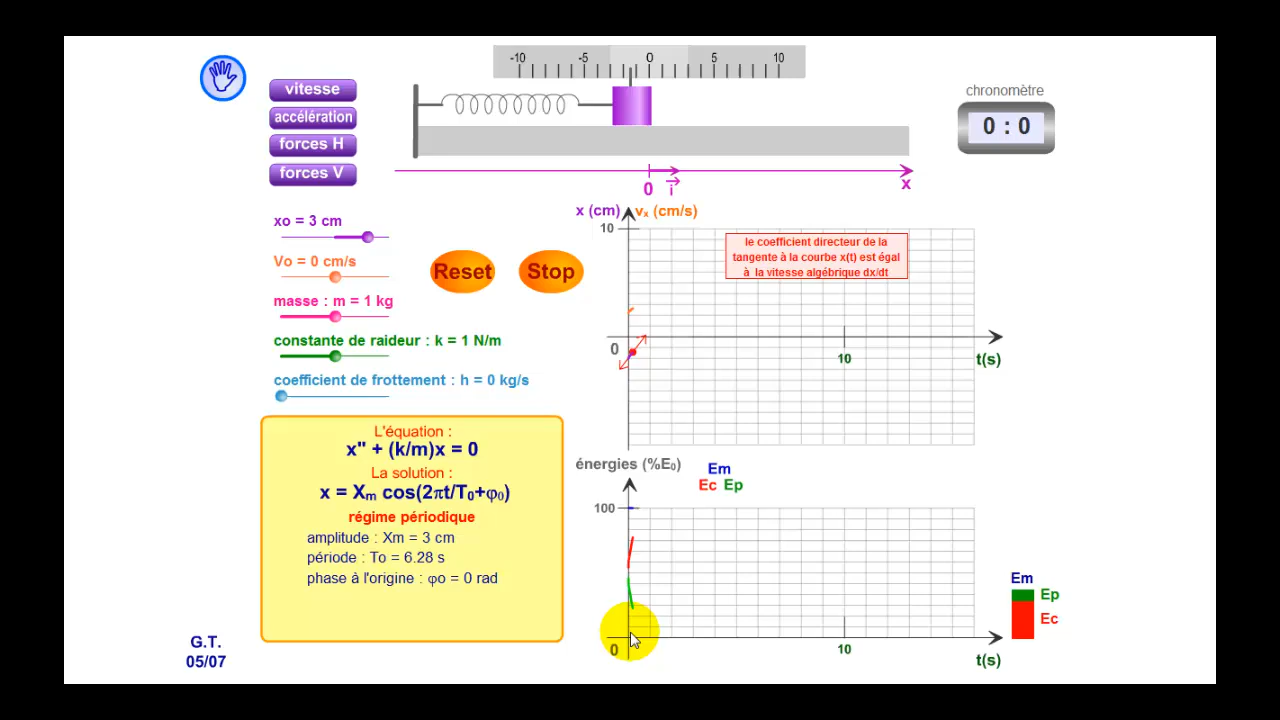 -10 -5 0 5 10
vitesse
accélération
forces H
forces V
chronomètre
0 : 0
0 i x
xo = 3 cm
Vo = 0 cm/s
masse : m = 1 kg
constante de raideur : k = 1 N/m
coefficient de frottement : h = 0 kg/s
Reset
Stop
x (cm) vₓ (cm/s)
10
le coefficient directeur de la
tangente à la courbe x(t) est égal
à la vitesse algébrique dx/dt
0
10
t(s)
L'équation :
x" + (k/m)x = 0
La solution :
x = Xₘ cos(2πt/T₀+φ₀)
régime périodique
amplitude : Xm = 3 cm
période : To = 6.28 s
phase à l'origine : φo = 0 rad
énergies (%E₀)
Em
Ec Ep
100
0
10
t(s)
Em
Ep
Ec
G.T.
05/07